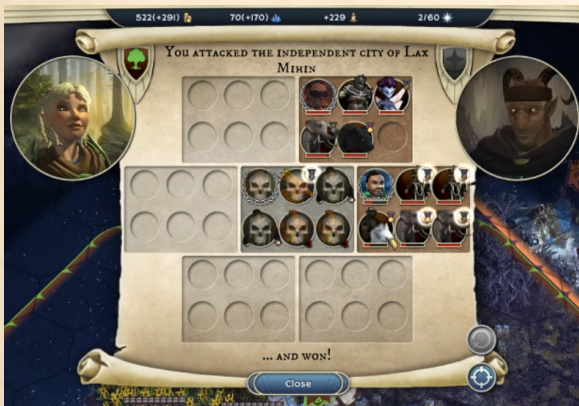 522(+291)
70(+170)
+229
2/60
You attacked the independent city of Lax
Mihin
... and won!
Close